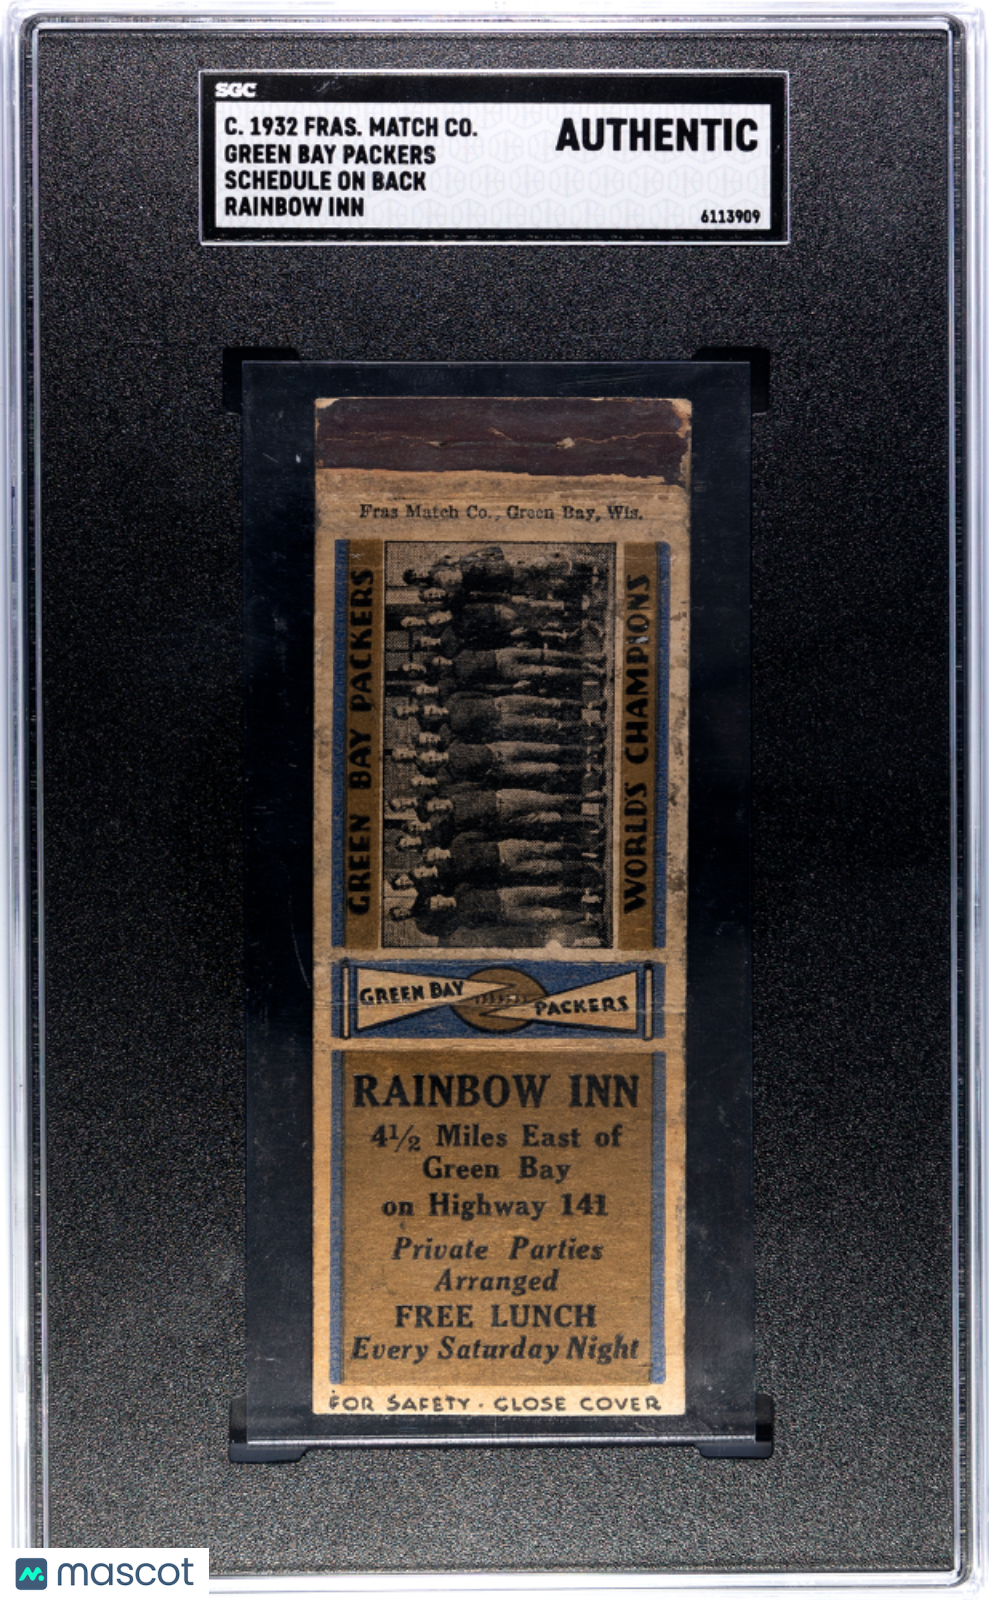 SGC
C. 1932 FRAS. MATCH CO.
GREEN BAY PACKERS
SCHEDULE ON BACK
RAINBOW INN
AUTHENTIC
6113909
Fras Match Co., Green Bay, Wis.
GREEN BAY PACKERS
WORLD'S CHAMPIONS
GREEN BAY
PACKERS
RAINBOW INN
4½ Miles East of
Green Bay
on Highway 141
Private Parties
Arranged
FREE LUNCH
Every Saturday Night
FOR SAFETY · CLOSE COVER
mascot